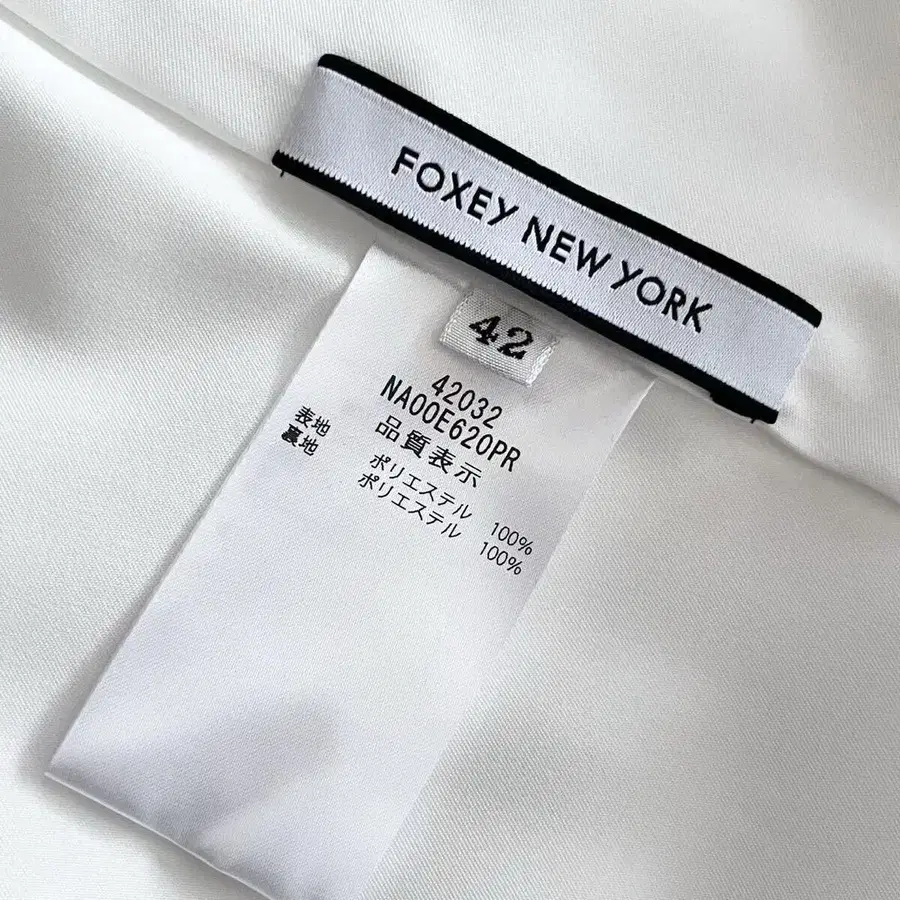 FOXEY NEW YORK
42
42032
NA00E620PR
品質表示
表地 ポリエステル 100%
裏地 ポリエステル 100%